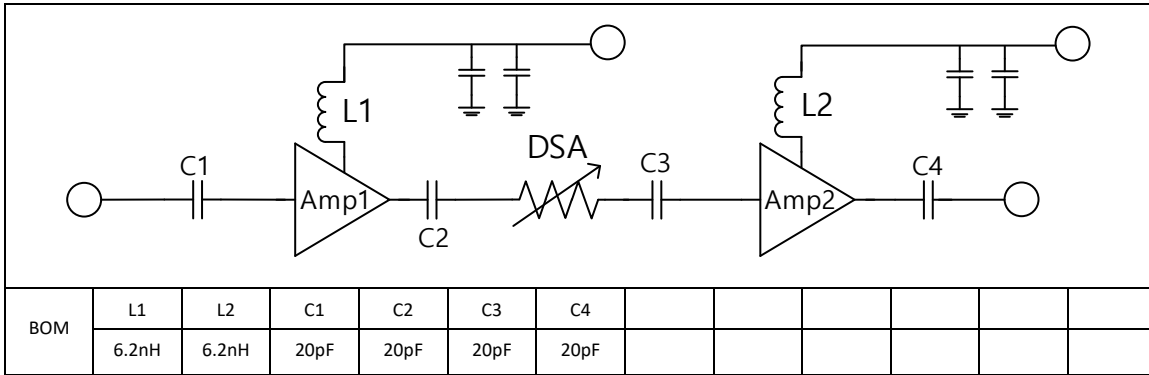 L1
L2
DSA
C1
C3
C4
Amp1
Amp2
C2
BOM L1 L2 C1 C2 C3 C4
6.2nH 6.2nH 20pF 20pF 20pF 20pF